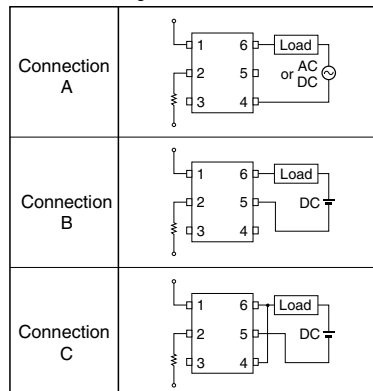 Connection
A
1 6 Load
2 5 or AC
DC
3 4
Connection
B
1 6 Load
2 5 DC
3 4
Connection
C
1 6 Load
2 5 DC
3 4